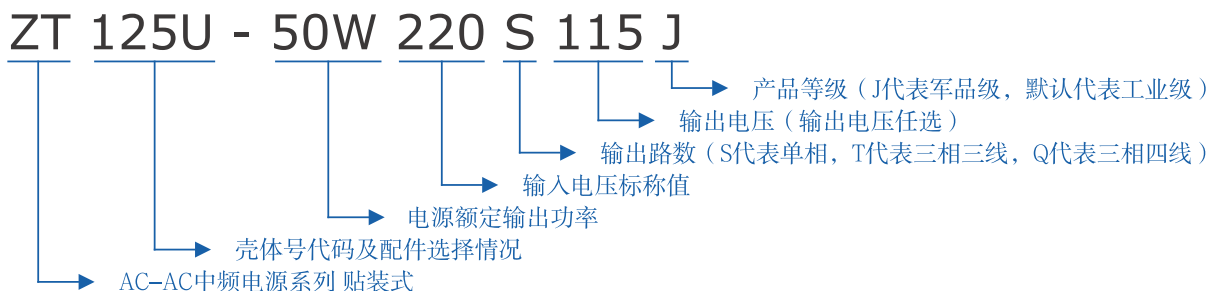 ZT 125U - 50W 220 S 115 J
产品等级（J代表军品级，默认代表工业级）
输出电压（输出电压任选）
输出路数（S代表单相，T代表三相三线，Q代表三相四线）
输入电压标称值
电源额定输出功率
壳体号代码及配件选择情况
AC-AC中频电源系列 贴装式